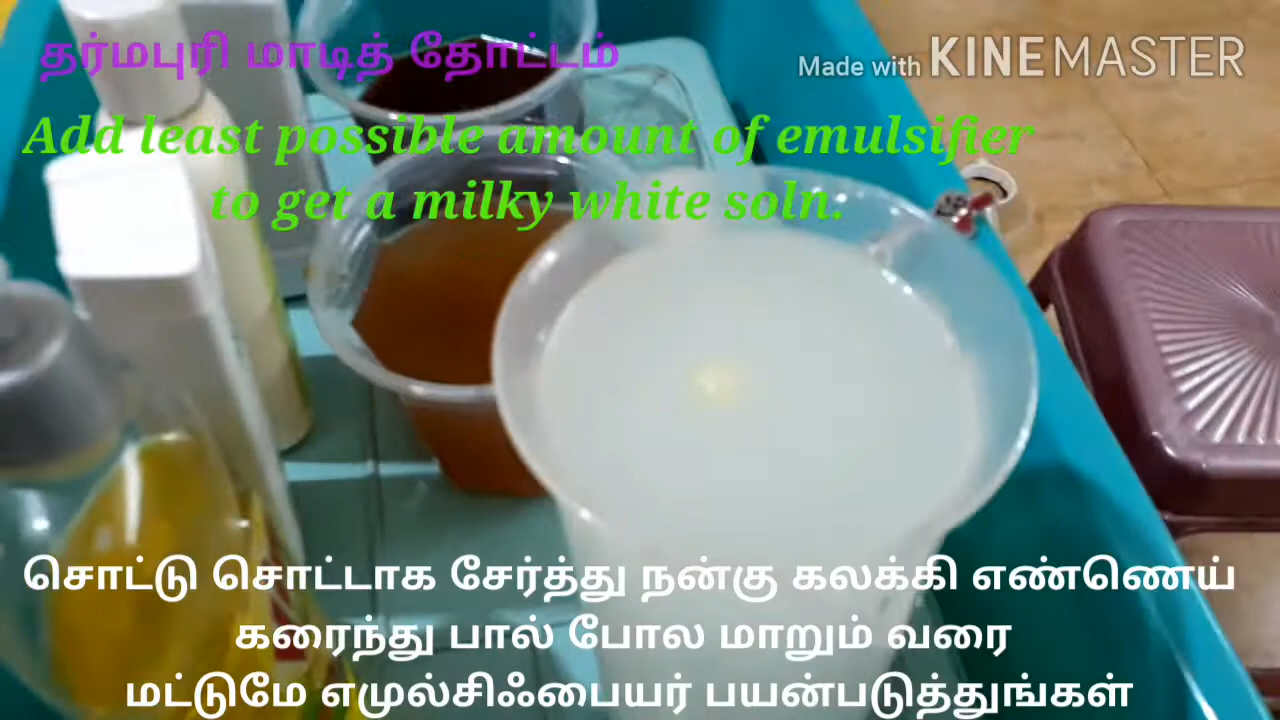 தர்மபுரி மாடித் தோட்டம்
Made with KINEMASTER
Add least possible amount of emulsifier
to get a milky white soln.
சொட்டு சொட்டாக சேர்த்து நன்கு கலக்கி எண்ணெய்
கரைந்து பால் போல மாறும் வரை
மட்டுமே எமுல்சிஃபையர் பயன்படுத்துங்கள்